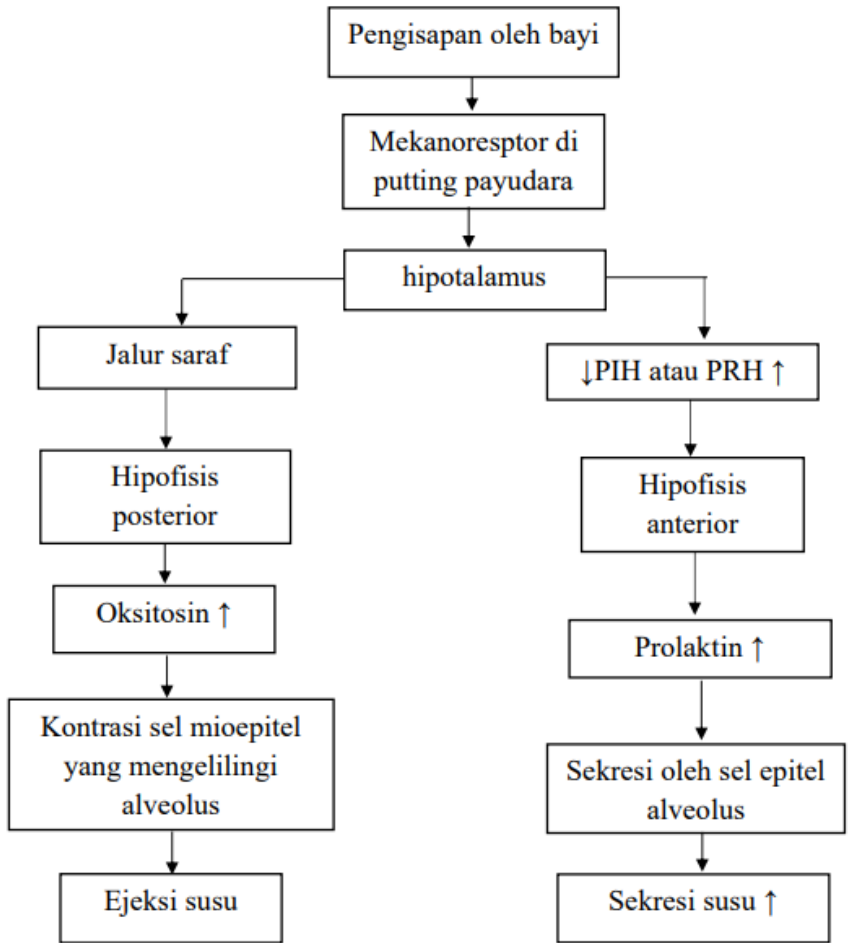 Pengisapan oleh bayi
Mekanoresptor di
putting payudara
hipotalamus
Jalur saraf
↓PIH atau PRH ↑
Hipofisis
posterior
Hipofisis
anterior
Oksitosin ↑
Prolaktin ↑
Kontrasi sel mioepitel
yang mengelilingi
alveolus
Sekresi oleh sel epitel
alveolus
Ejeksi susu
Sekresi susu ↑